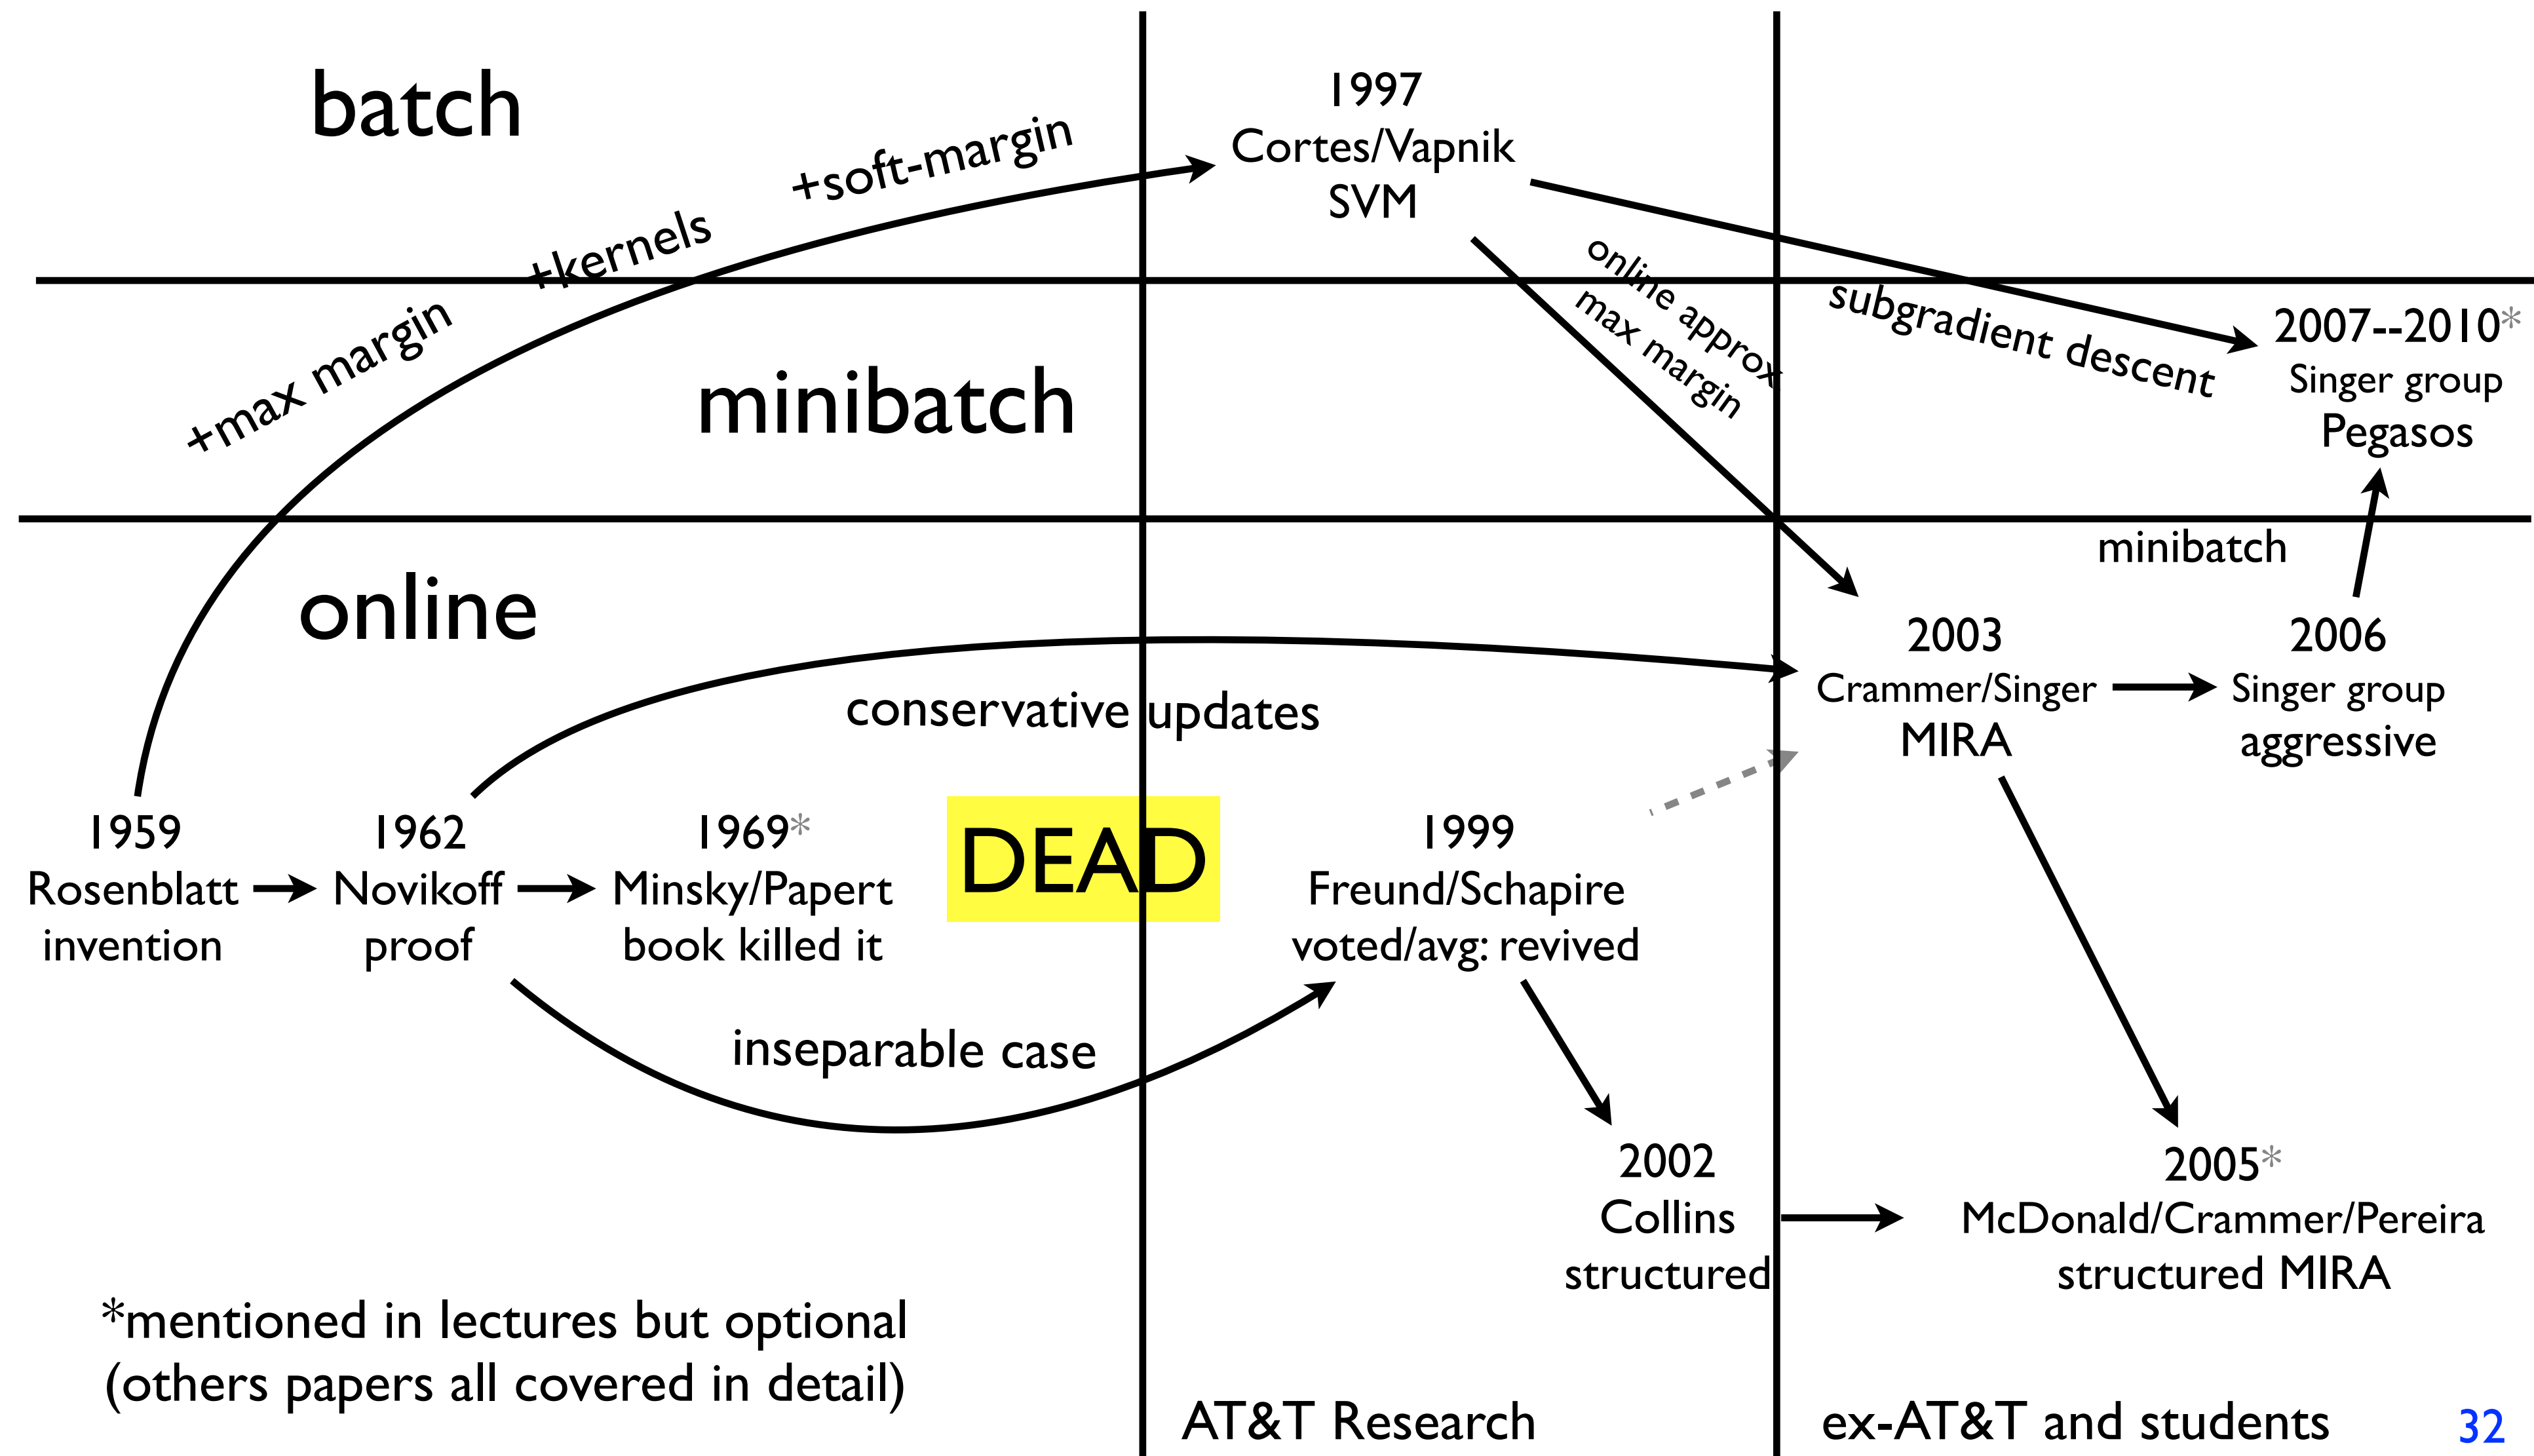 batch
+max margin
+kernels
+soft-margin
1997
Cortes/Vapnik
SVM
online approx
max margin
subgradient descent
2007--2010*
Singer group
Pegasos
minibatch
minibatch
online
conservative updates
2003
Crammer/Singer
MIRA
2006
Singer group
aggressive
1959
Rosenblatt
invention
1962
Novikoff
proof
1969*
Minsky/Papert
book killed it
DEAD
1999
Freund/Schapire
voted/avg: revived
inseparable case
2002
Collins
structured
2005*
McDonald/Crammer/Pereira
structured MIRA
*mentioned in lectures but optional
(others papers all covered in detail)
AT&T Research
ex-AT&T and students
32